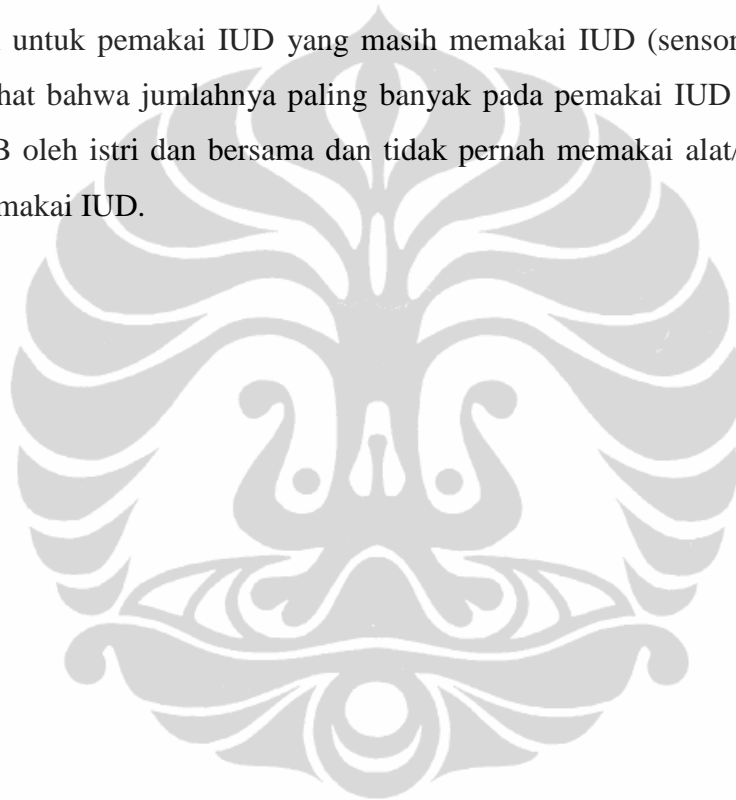 untuk pemakai IUD yang masih memakai IUD (sensor
hat bahwa jumlahnya paling banyak pada pemakai IUD
B oleh istri dan bersama dan tidak pernah memakai alat/
makai IUD.